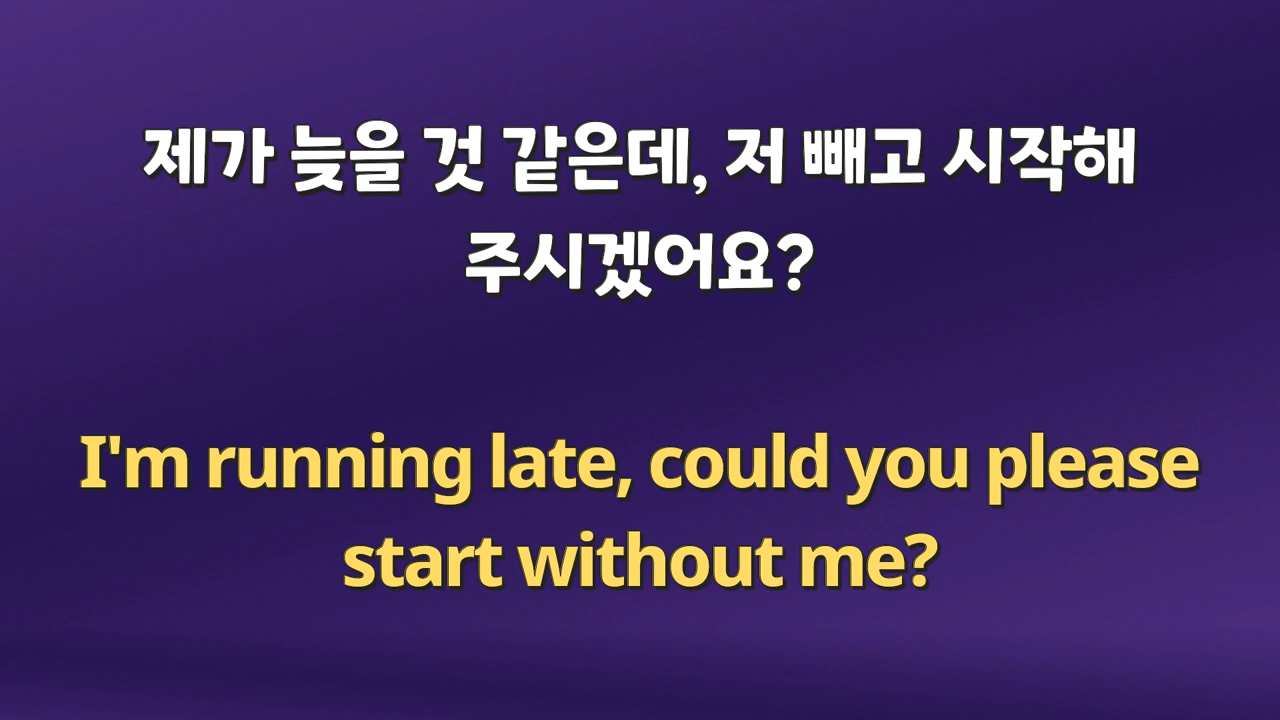 제가 늦을 것 같은데, 저 빼고 시작해
주시겠어요?
I'm running late, could you please
start without me?